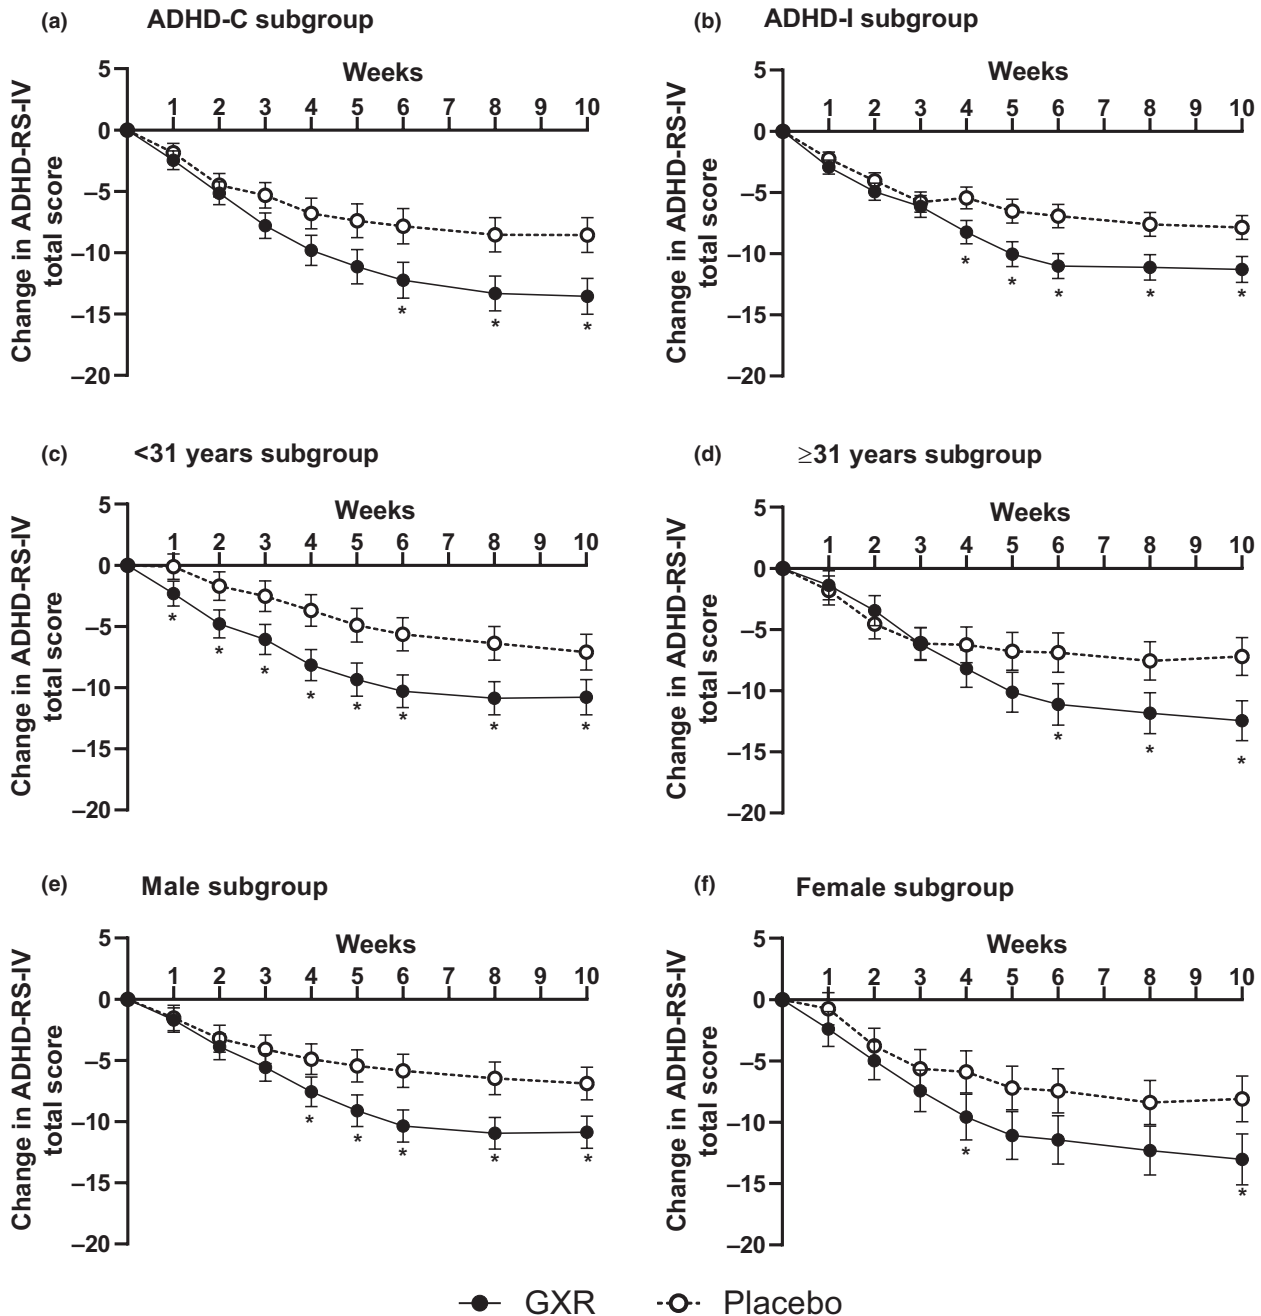 (a) ADHD-C subgroup
Weeks
1 2 3 4 5 6 7 8 9 10
5
0
–5
–10
–15
–20
Change in ADHD-RS-IV
total score
* * *
(b) ADHD-I subgroup
Weeks
1 2 3 4 5 6 7 8 9 10
5
0
–5
–10
–15
–20
Change in ADHD-RS-IV
total score
* * * * *
(c) <31 years subgroup
Weeks
1 2 3 4 5 6 7 8 9 10
5
0
–5
–10
–15
–20
Change in ADHD-RS-IV
total score
* * * * * * * *
(d) ≥31 years subgroup
Weeks
1 2 3 4 5 6 7 8 9 10
5
0
–5
–10
–15
–20
Change in ADHD-RS-IV
total score
* * *
(e) Male subgroup
Weeks
1 2 3 4 5 6 7 8 9 10
5
0
–5
–10
–15
–20
Change in ADHD-RS-IV
total score
* * * * *
(f) Female subgroup
Weeks
1 2 3 4 5 6 7 8 9 10
5
0
–5
–10
–15
–20
Change in ADHD-RS-IV
total score
* *
GXR Placebo